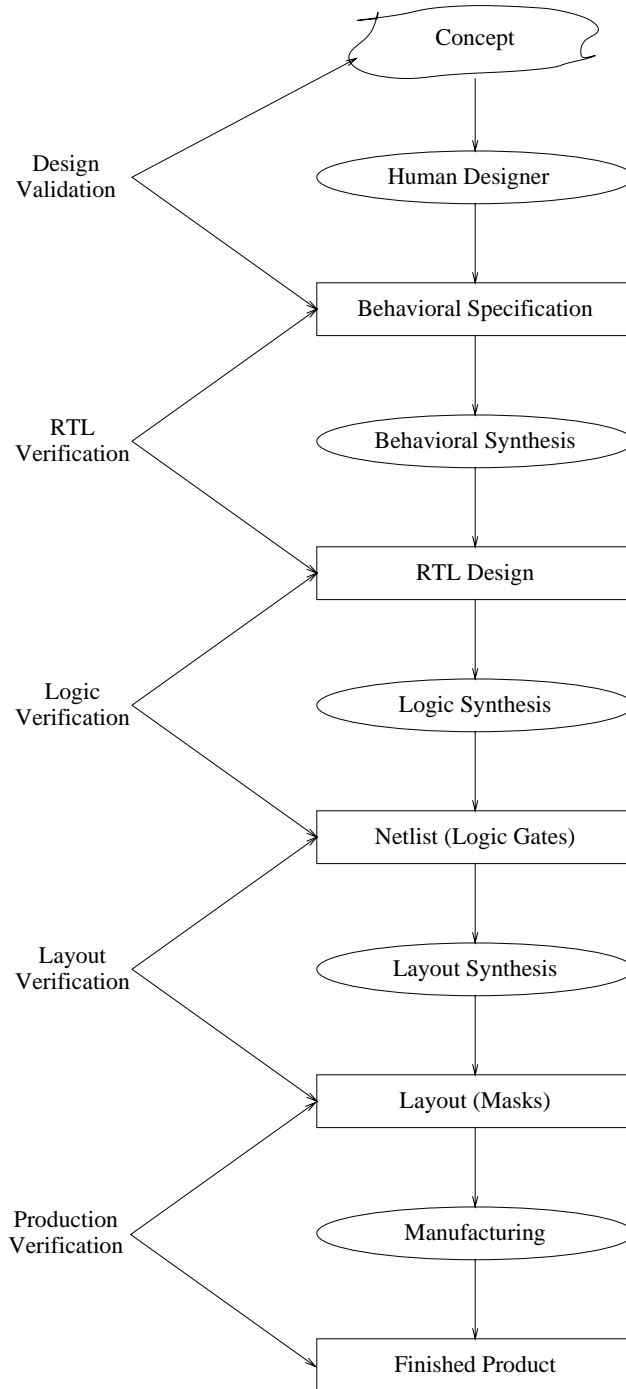 Concept
Design
Validation
Human Designer
Behavioral Specification
RTL
Verification
Behavioral Synthesis
RTL Design
Logic
Verification
Logic Synthesis
Netlist (Logic Gates)
Layout
Verification
Layout Synthesis
Layout (Masks)
Production
Verification
Manufacturing
Finished Product